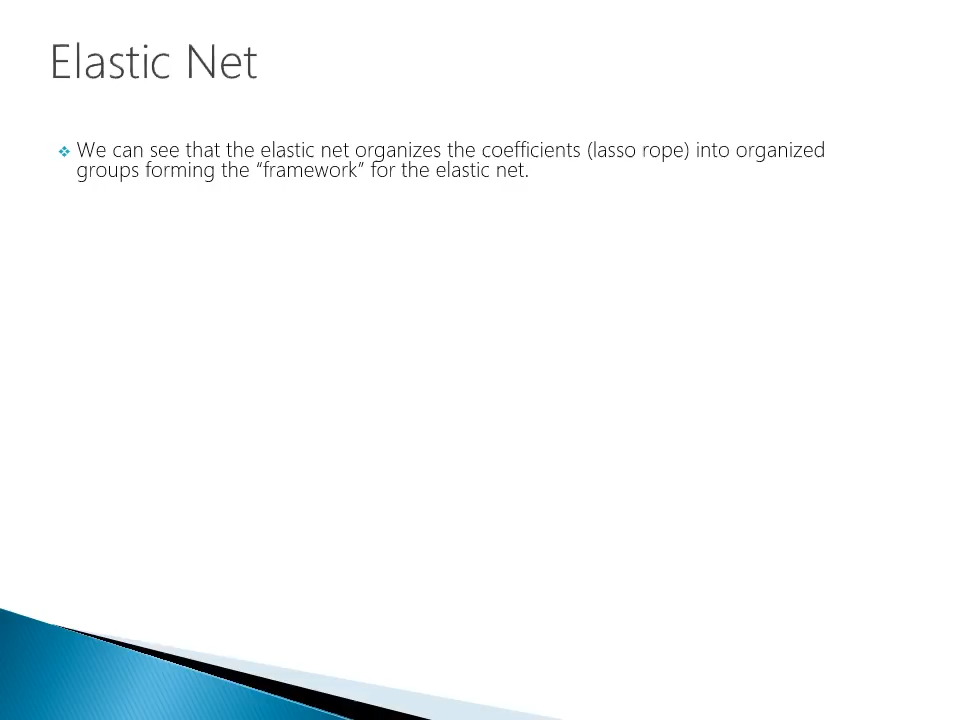 Elastic Net
❖ We can see that the elastic net organizes the coefficients (lasso rope) into organized
groups forming the “framework” for the elastic net.